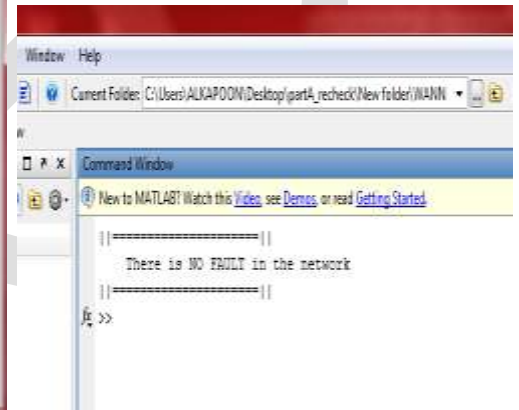 Window Help
Current Folder: C:\Users\ALKAPOON\Desktop\partA_recheck\New folder\WANN
Command Window
New to MATLAB? Watch this Video, see Demos, or read Getting Started.
||=====================||
There is NO FAULT in the network
||=====================||
fx >>